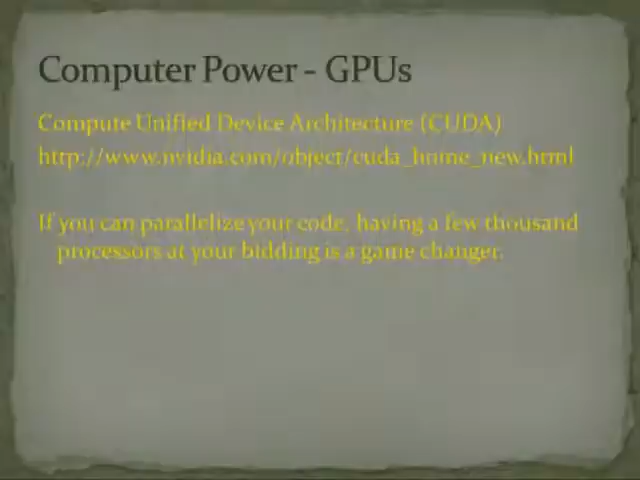 Computer Power - GPUs
Compute Unified Device Architecture (CUDA)
http://www.nvidia.com/object/cuda_home_new.html
If you can parallelize your code, having a few thousand
processors at your bidding is a game changer.